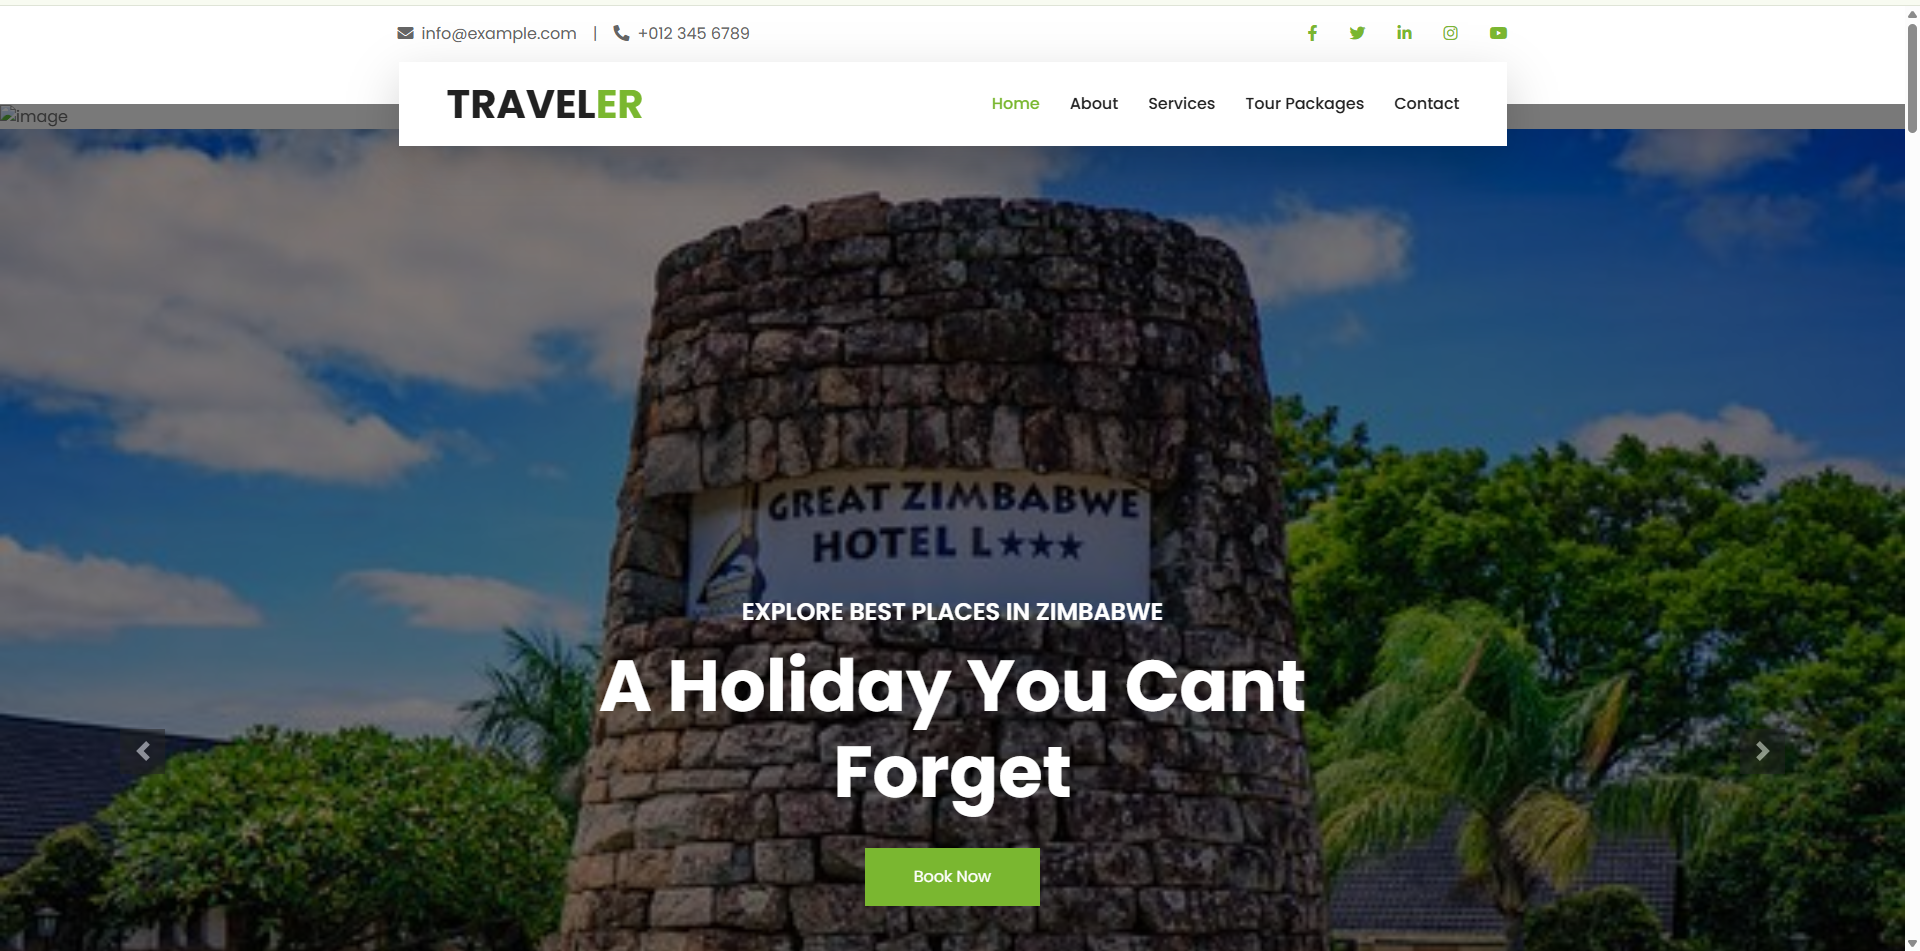 info@example.com | +012 345 6789
TRAVELER
Home About Services Tour Packages Contact
image
GREAT ZIMBABWE
HOTEL L★★★
EXPLORE BEST PLACES IN ZIMBABWE
A Holiday You Cant
Forget
Book Now